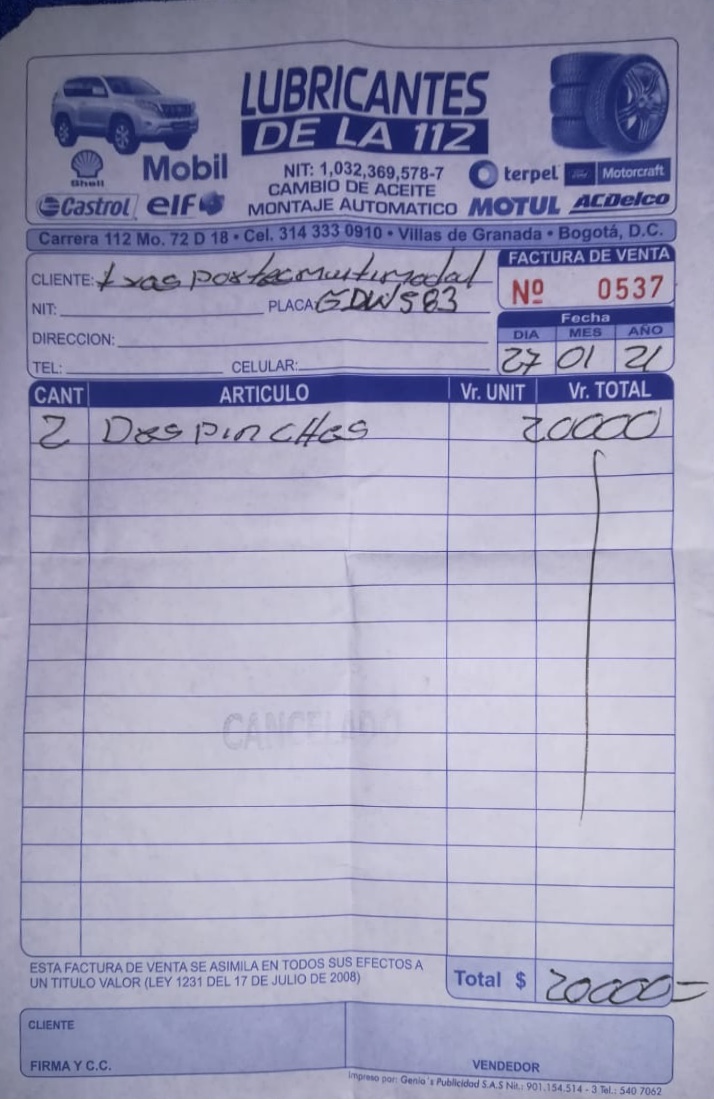 LUBRICANTES
DE LA 112
Shell
Mobil
Castrol elf
NIT: 1,032,369,578-7
CAMBIO DE ACEITE
MONTAJE AUTOMATICO
terpel Ford Motorcraft
MOTUL ACDelco
Carrera 112 Mo. 72 D 18 • Cel. 314 333 0910 • Villas de Granada • Bogotá, D.C.
CLIENTE: trasportecmultimodal
NIT: PLACA: GDW583
DIRECCION:
TEL: CELULAR:
FACTURA DE VENTA
Nº 0537
Fecha
DIA MES AÑO
27 01 21
CANT ARTICULO Vr. UNIT Vr. TOTAL
2 Despinches 20000
CANCELADO
ESTA FACTURA DE VENTA SE ASIMILA EN TODOS SUS EFECTOS A
UN TITULO VALOR (LEY 1231 DEL 17 DE JULIO DE 2008)
Total $ 20000=
CLIENTE
FIRMA Y C.C. VENDEDOR
Impreso por: Genio's Publicidad S.A.S Nit.: 901.154.514 - 3 Tel.: 540 7062